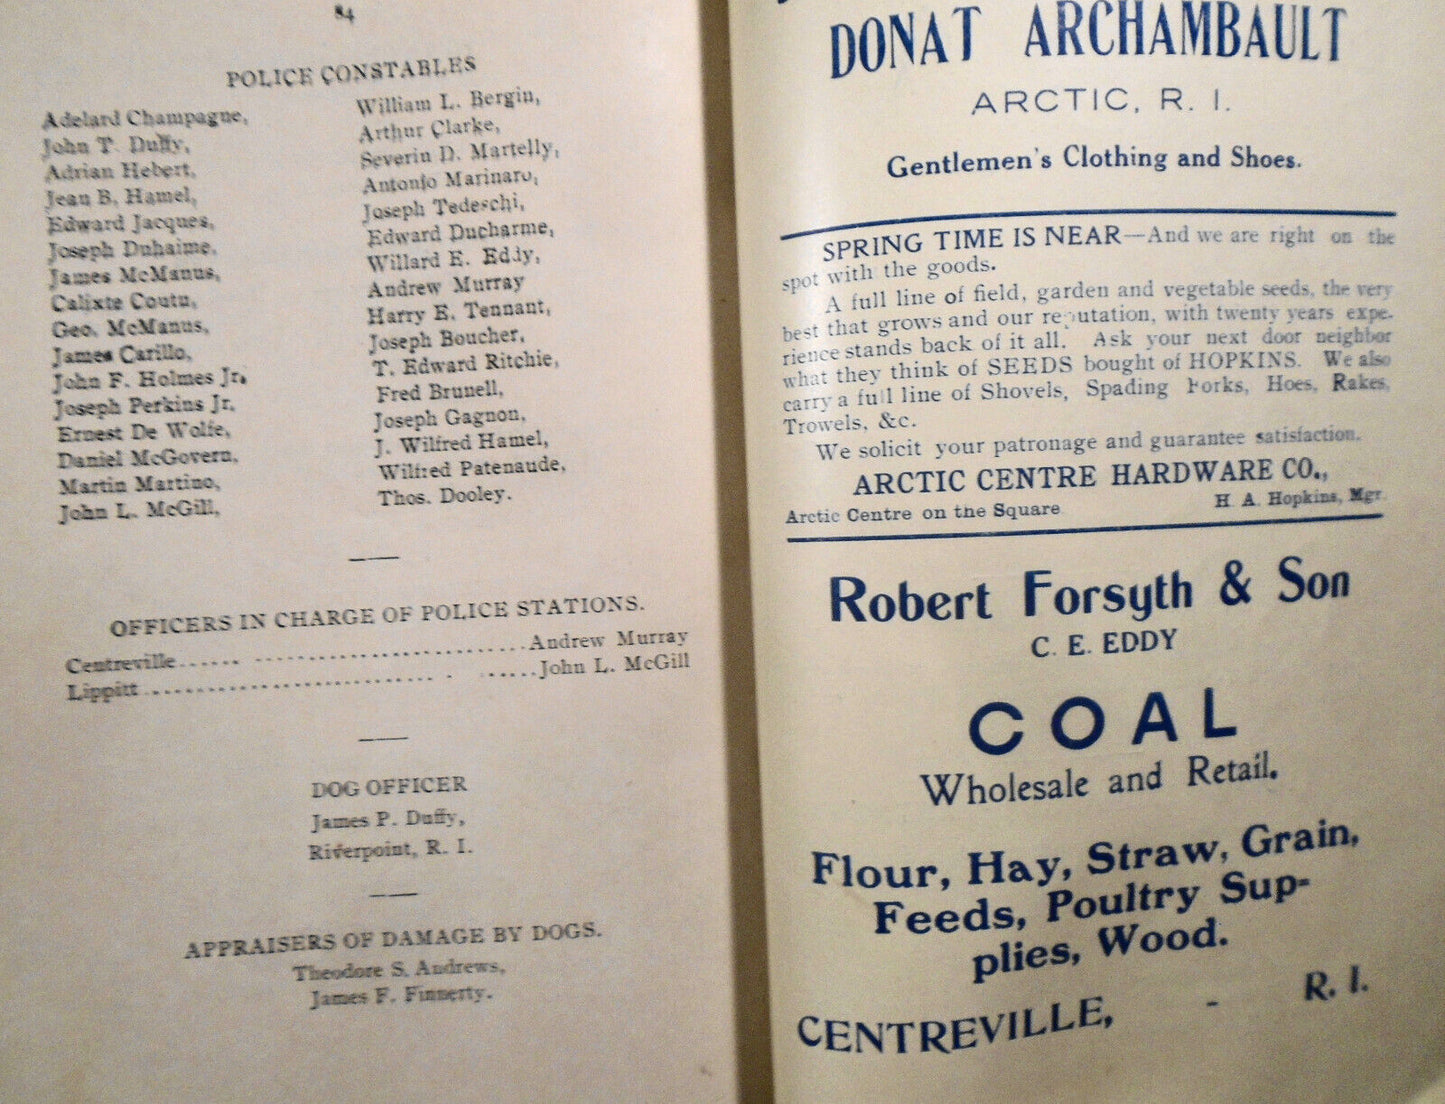 84
POLICE CONSTABLES
Adelard Champagne,
John T. Duffy,
Adrian Hebert,
Jean B. Hamel,
Edward Jacques,
Joseph Duhaime,
James McManus,
Calixte Coutu,
Geo. McManus,
James Carillo,
John F. Holmes Jr.
Joseph Perkins Jr,
Ernest De Wolfe,
Daniel McGovern,
Martin Martino,
John L. McGill,
William L. Bergin,
Arthur Clarke,
Severin D. Martelly,
Antonio Marinaro,
Joseph Tedeschi,
Edward Ducharme,
Willard E. Eddy,
Andrew Murray
Harry E. Tennant,
Joseph Boucher,
T. Edward Ritchie,
Fred Brunell,
Joseph Gagnon,
J. Wilfred Hamel,
Wilfred Patenaude,
Thos. Dooley.
OFFICERS IN CHARGE OF POLICE STATIONS.
Centreville...... ..........................Andrew Murray
Lippitt............................ . ......John L. McGill
DOG OFFICER
James P. Duffy,
Riverpoint, R. I.
APPRAISERS OF DAMAGE BY DOGS.
Theodore S. Andrews,
James F. Finnerty.
DONAT ARCHAMBAULT
ARCTIC, R. I.
Gentlemen's Clothing and Shoes.
SPRING TIME IS NEAR—And we are right on the
spot with the goods.
A full line of field, garden and vegetable seeds, the very
best that grows and our reputation, with twenty years expe-
rience stands back of it all. Ask your next door neighbor
what they think of SEEDS bought of HOPKINS. We also
carry a full line of Shovels, Spading Forks, Hoes, Rakes,
Trowels, &c.
We solicit your patronage and guarantee satisfaction.
ARCTIC CENTRE HARDWARE CO.,
Arctic Centre on the Square H. A. Hopkins, Mgr.
Robert Forsyth & Son
C. E. EDDY
COAL
Wholesale and Retail.
Flour, Hay, Straw, Grain,
Feeds, Poultry Sup-
plies, Wood.
CENTREVILLE, - R. I.